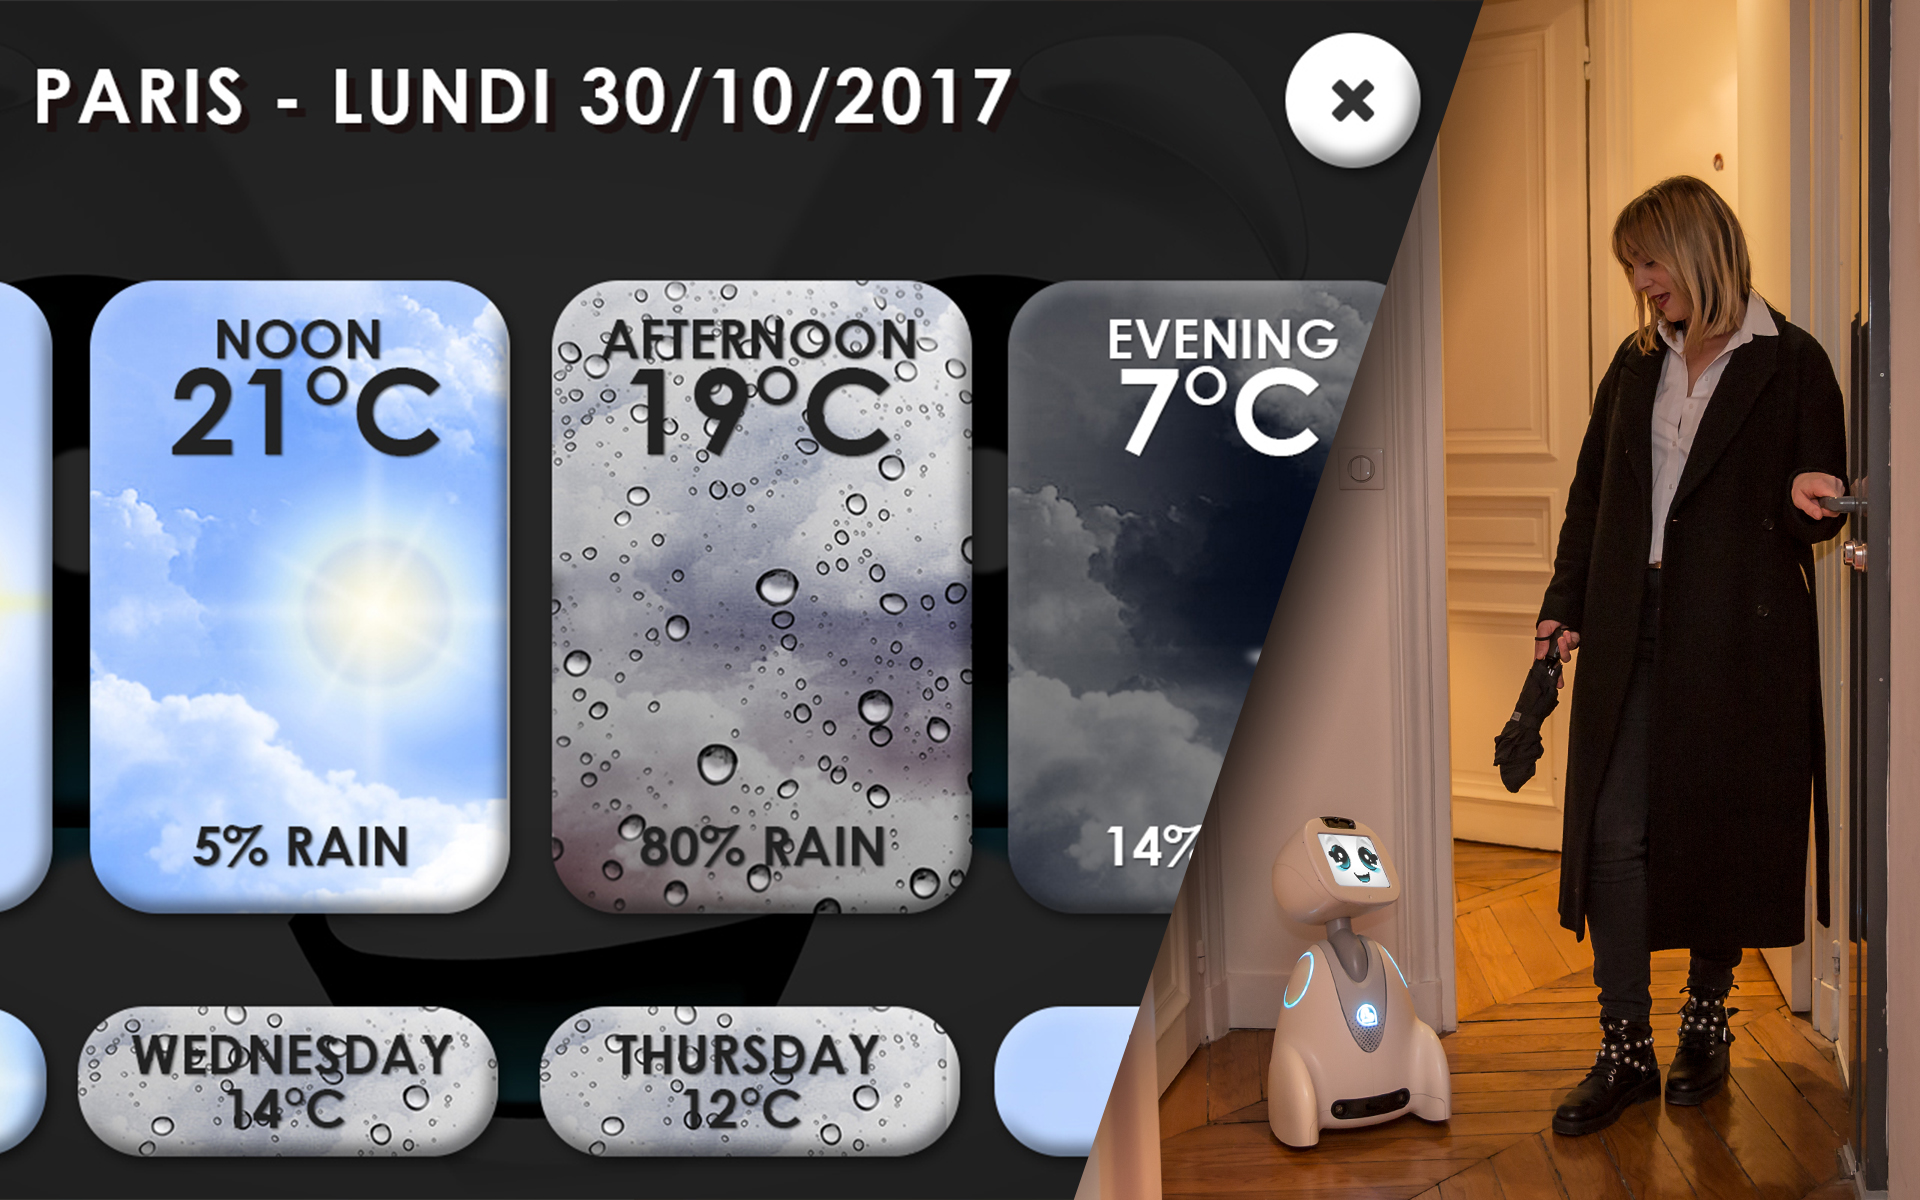 PARIS - LUNDI 30/10/2017
NOON
21°C
5% RAIN
AFTERNOON
19°C
80% RAIN
EVENING
7°C
14%
WEDNESDAY
14°C
THURSDAY
12°C